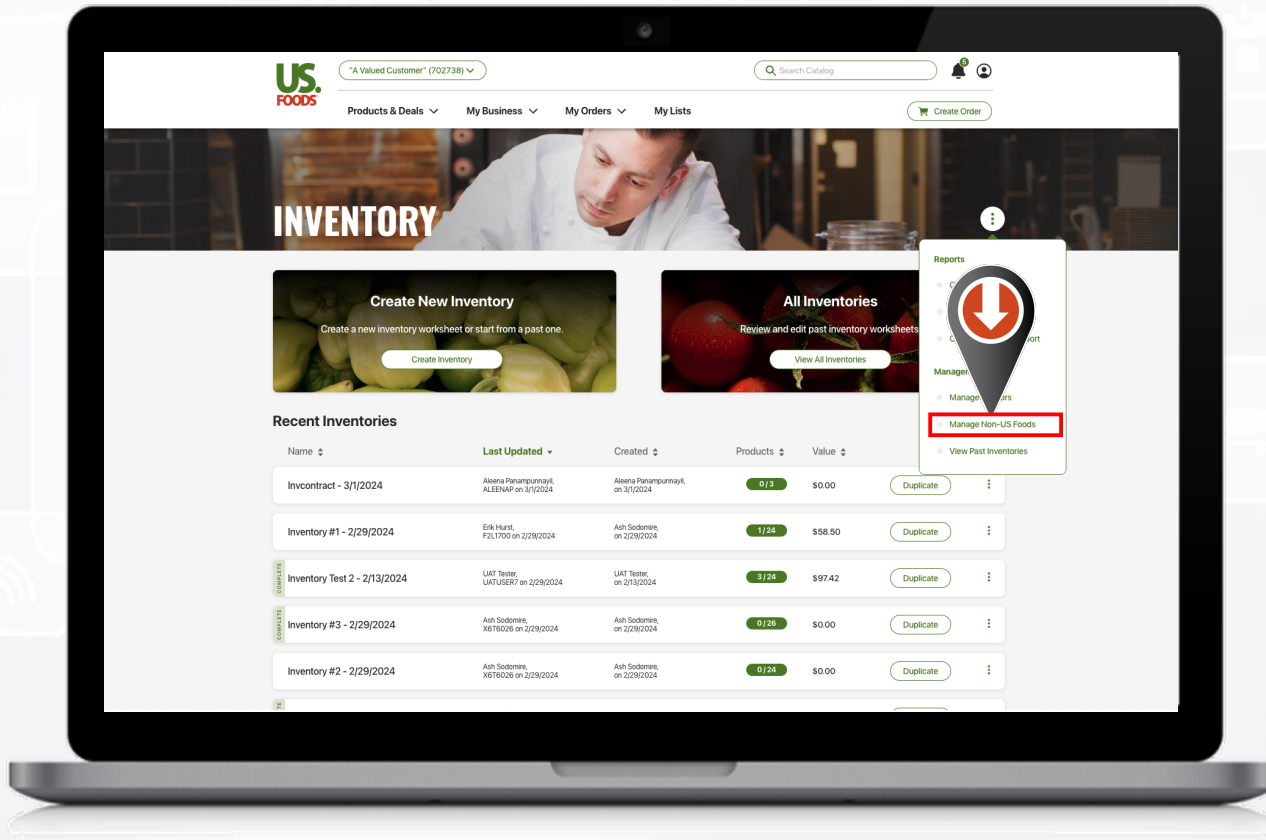 US.
FOODS
"A Valued Customer" (702738)
Search Catalog
5
Products & Deals
My Business
My Orders
My Lists
Create Order
INVENTORY
Reports
Create New Inventory
Create a new inventory worksheet or start from a past one.
Create Inventory
All Inventories
Review and edit past inventory worksheets
View All Inventories
Manage
Manage Non-US Foods
View Past Inventories
Recent Inventories
Name Last Updated Created Products Value
Invcontract - 3/1/2024
Aleena Panampunnayil,
ALEENAP on 3/1/2024
Aleena Panampunnayil,
on 3/1/2024
0 / 3
$0.00
Duplicate
Inventory #1 - 2/29/2024
Erik Hurst,
F2L1700 on 2/29/2024
Ash Sodomire,
on 2/29/2024
1 / 24
$58.50
Duplicate
COMPLETE
Inventory Test 2 - 2/13/2024
UAT Tester,
UATUSER7 on 2/29/2024
UAT Tester,
on 2/13/2024
3 / 24
$97.42
Duplicate
COMPLETE
Inventory #3 - 2/29/2024
Ash Sodomire,
X6T6026 on 2/29/2024
Ash Sodomire,
on 2/29/2024
0 / 26
$0.00
Duplicate
Inventory #2 - 2/29/2024
Ash Sodomire,
X6T6026 on 2/29/2024
Ash Sodomire,
on 2/29/2024
0 / 24
$0.00
Duplicate